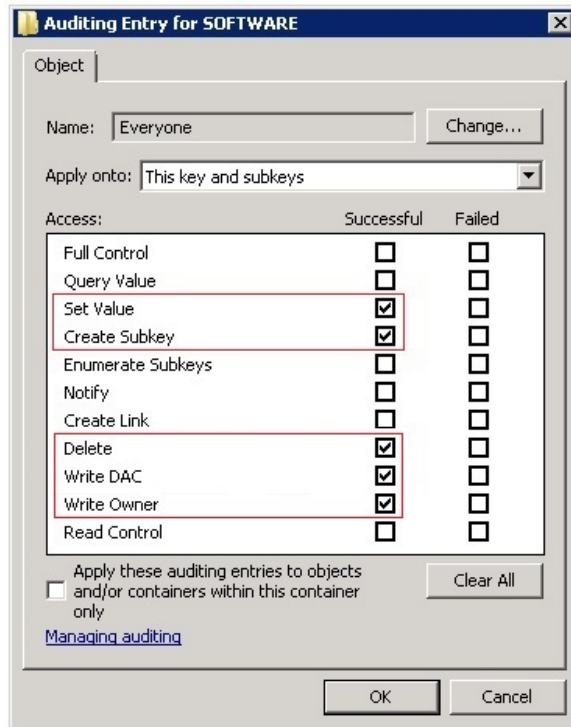 Auditing Entry for SOFTWARE
Object
Name: Everyone Change...
Apply onto: This key and subkeys
Access: Successful Failed
Full Control
Query Value
Set Value
Create Subkey
Enumerate Subkeys
Notify
Create Link
Delete
Write DAC
Write Owner
Read Control
Apply these auditing entries to objects
and/or containers within this container
only
Clear All
Managing auditing
OK Cancel